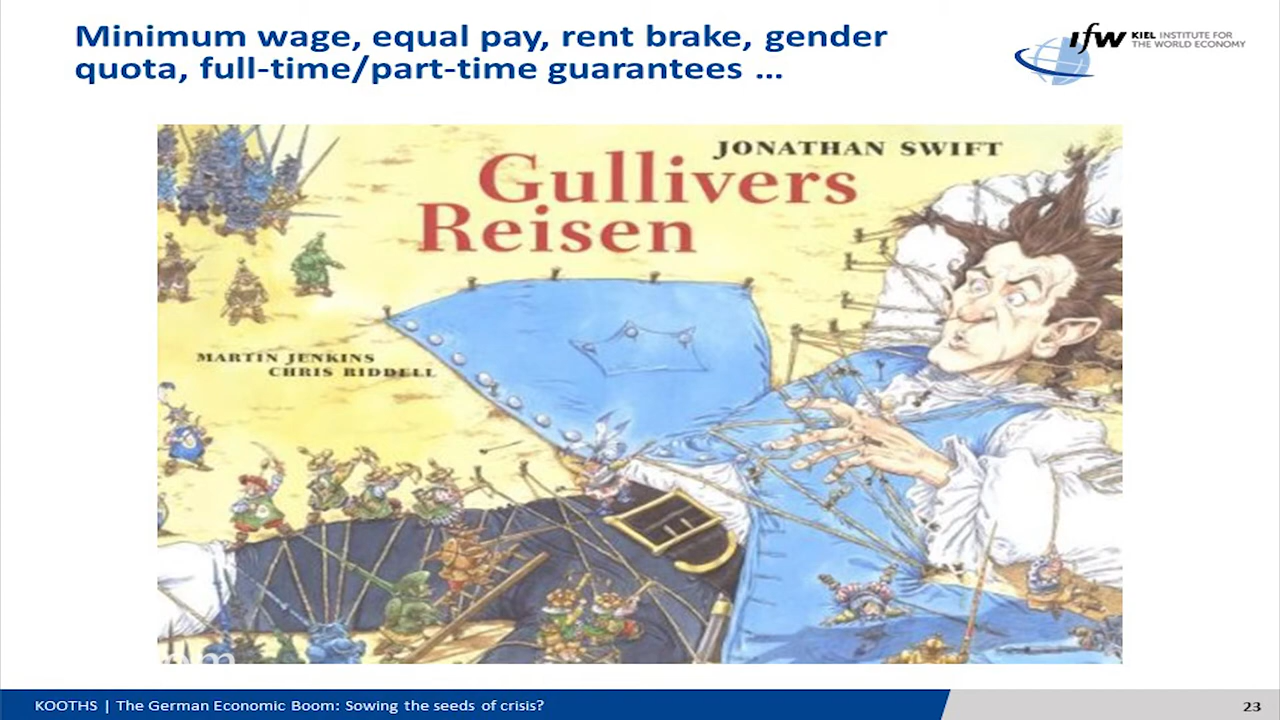 Minimum wage, equal pay, rent brake, gender
quota, full-time/part-time guarantees ...
ifw KIEL INSTITUTE FOR
THE WORLD ECONOMY
JONATHAN SWIFT
Gullivers
Reisen
MARTIN JENKINS
CHRIS RIDDELL
KOOTHS | The German Economic Boom: Sowing the seeds of crisis?
23